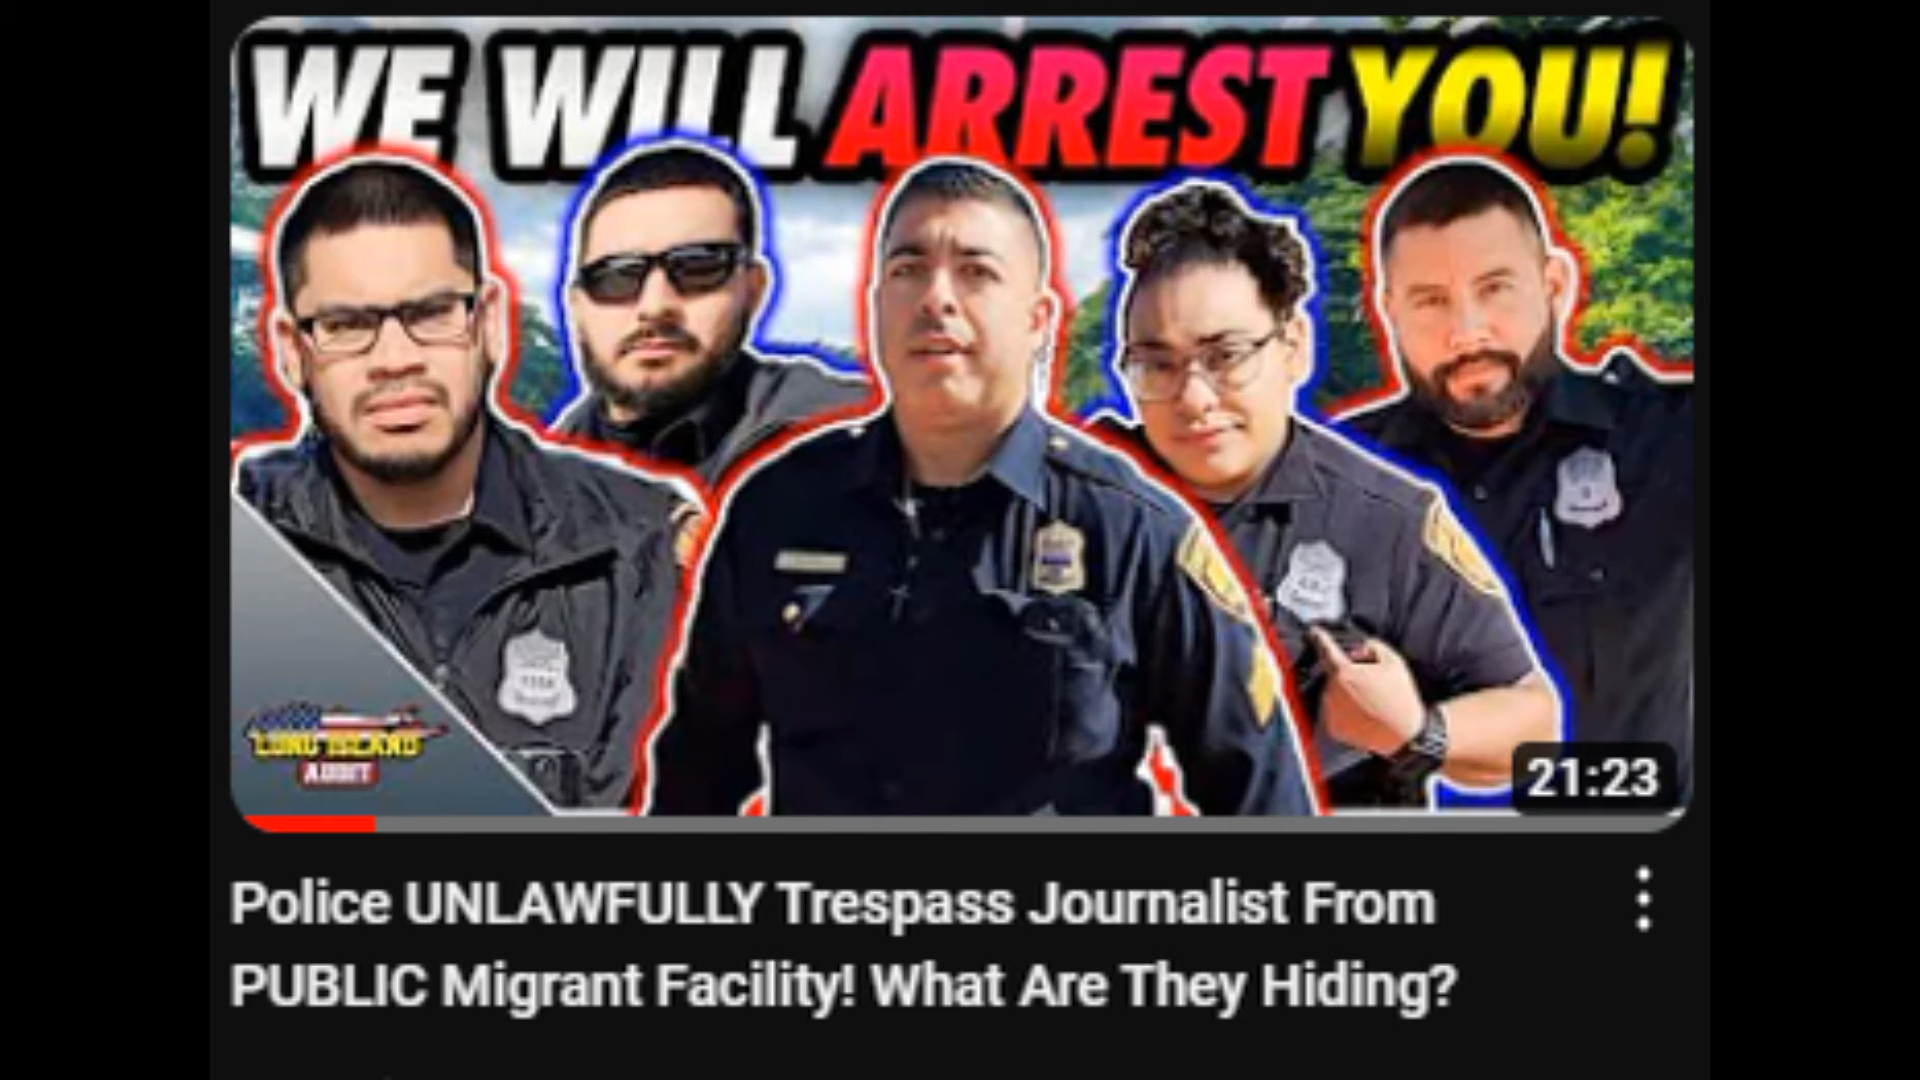 WE WILL ARREST YOU!
LONG ISLAND
AUDIT
21:23
Police UNLAWFULLY Trespass Journalist From
PUBLIC Migrant Facility! What Are They Hiding?